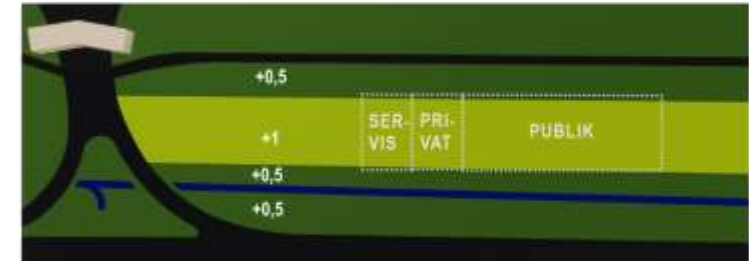 +0,5
SER- PRI-
VIS VAT
PUBLIK
+1
+0,5
+0,5